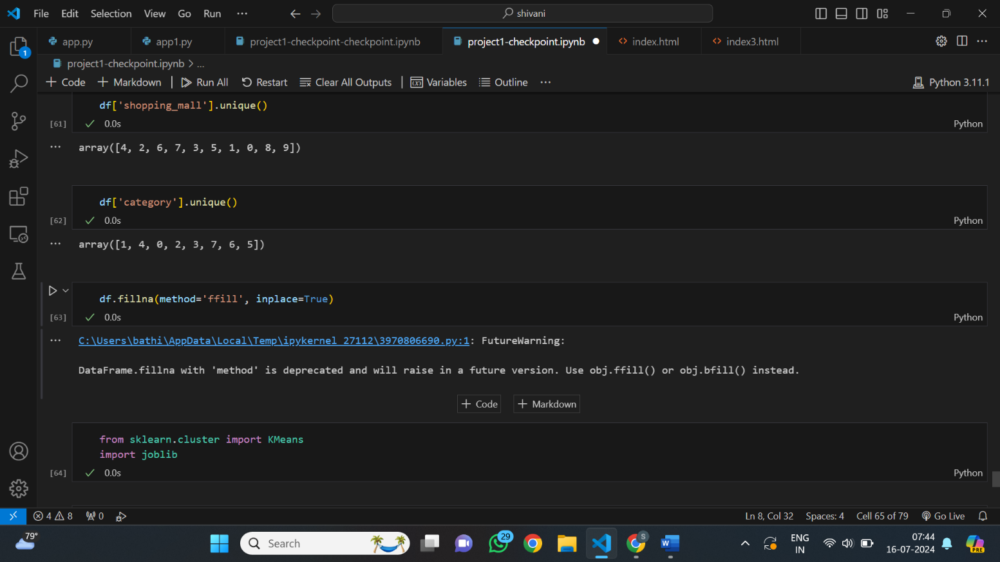 File Edit Selection View Go Run ··· shivani
app.py app1.py project1-checkpoint-checkpoint.ipynb project1-checkpoint.ipynb index.html index3.html
1
project1-checkpoint.ipynb > ...
+ Code + Markdown | Run All Restart Clear All Outputs | Variables Outline ··· Python 3.11.1
df['shopping_mall'].unique()
[61] 0.0s Python
array([4, 2, 6, 7, 3, 5, 1, 0, 8, 9])
df['category'].unique()
[62] 0.0s Python
array([1, 4, 0, 2, 3, 7, 6, 5])
df.fillna(method='ffill', inplace=True)
[63] 0.0s Python
C:\Users\bathi\AppData\Local\Temp\ipykernel_27112\3970806690.py:1: FutureWarning:
DataFrame.fillna with 'method' is deprecated and will raise in a future version. Use obj.ffill() or obj.bfill() instead.
+ Code + Markdown
from sklearn.cluster import KMeans
import joblib
[64] 0.0s Python
4 8 0 Ln 8, Col 32 Spaces: 4 Cell 65 of 79 Go Live
79° Search 29 S W ENG 07:44
IN 16-07-2024 PRE